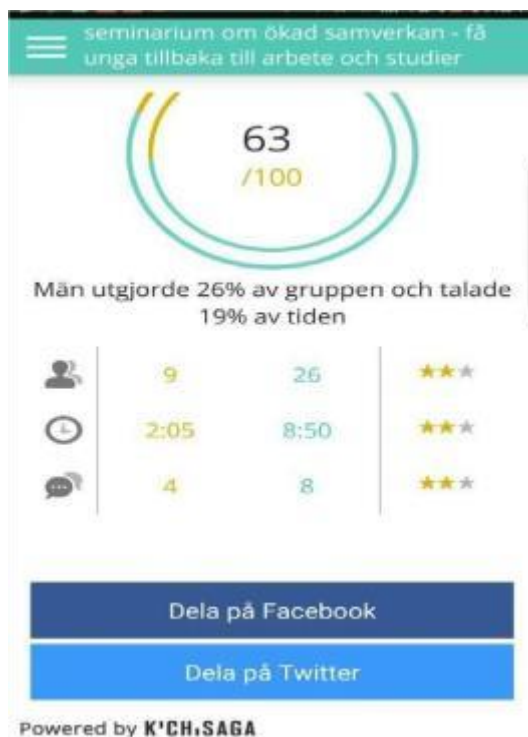 seminarium om ökad samverkan - få
unga tillbaka till arbete och studier
63
/100
Män utgjorde 26% av gruppen och talade
19% av tiden
9 26
2:05 8:50
4 8
Dela på Facebook
Dela på Twitter
Powered by K'CH¡SAGA